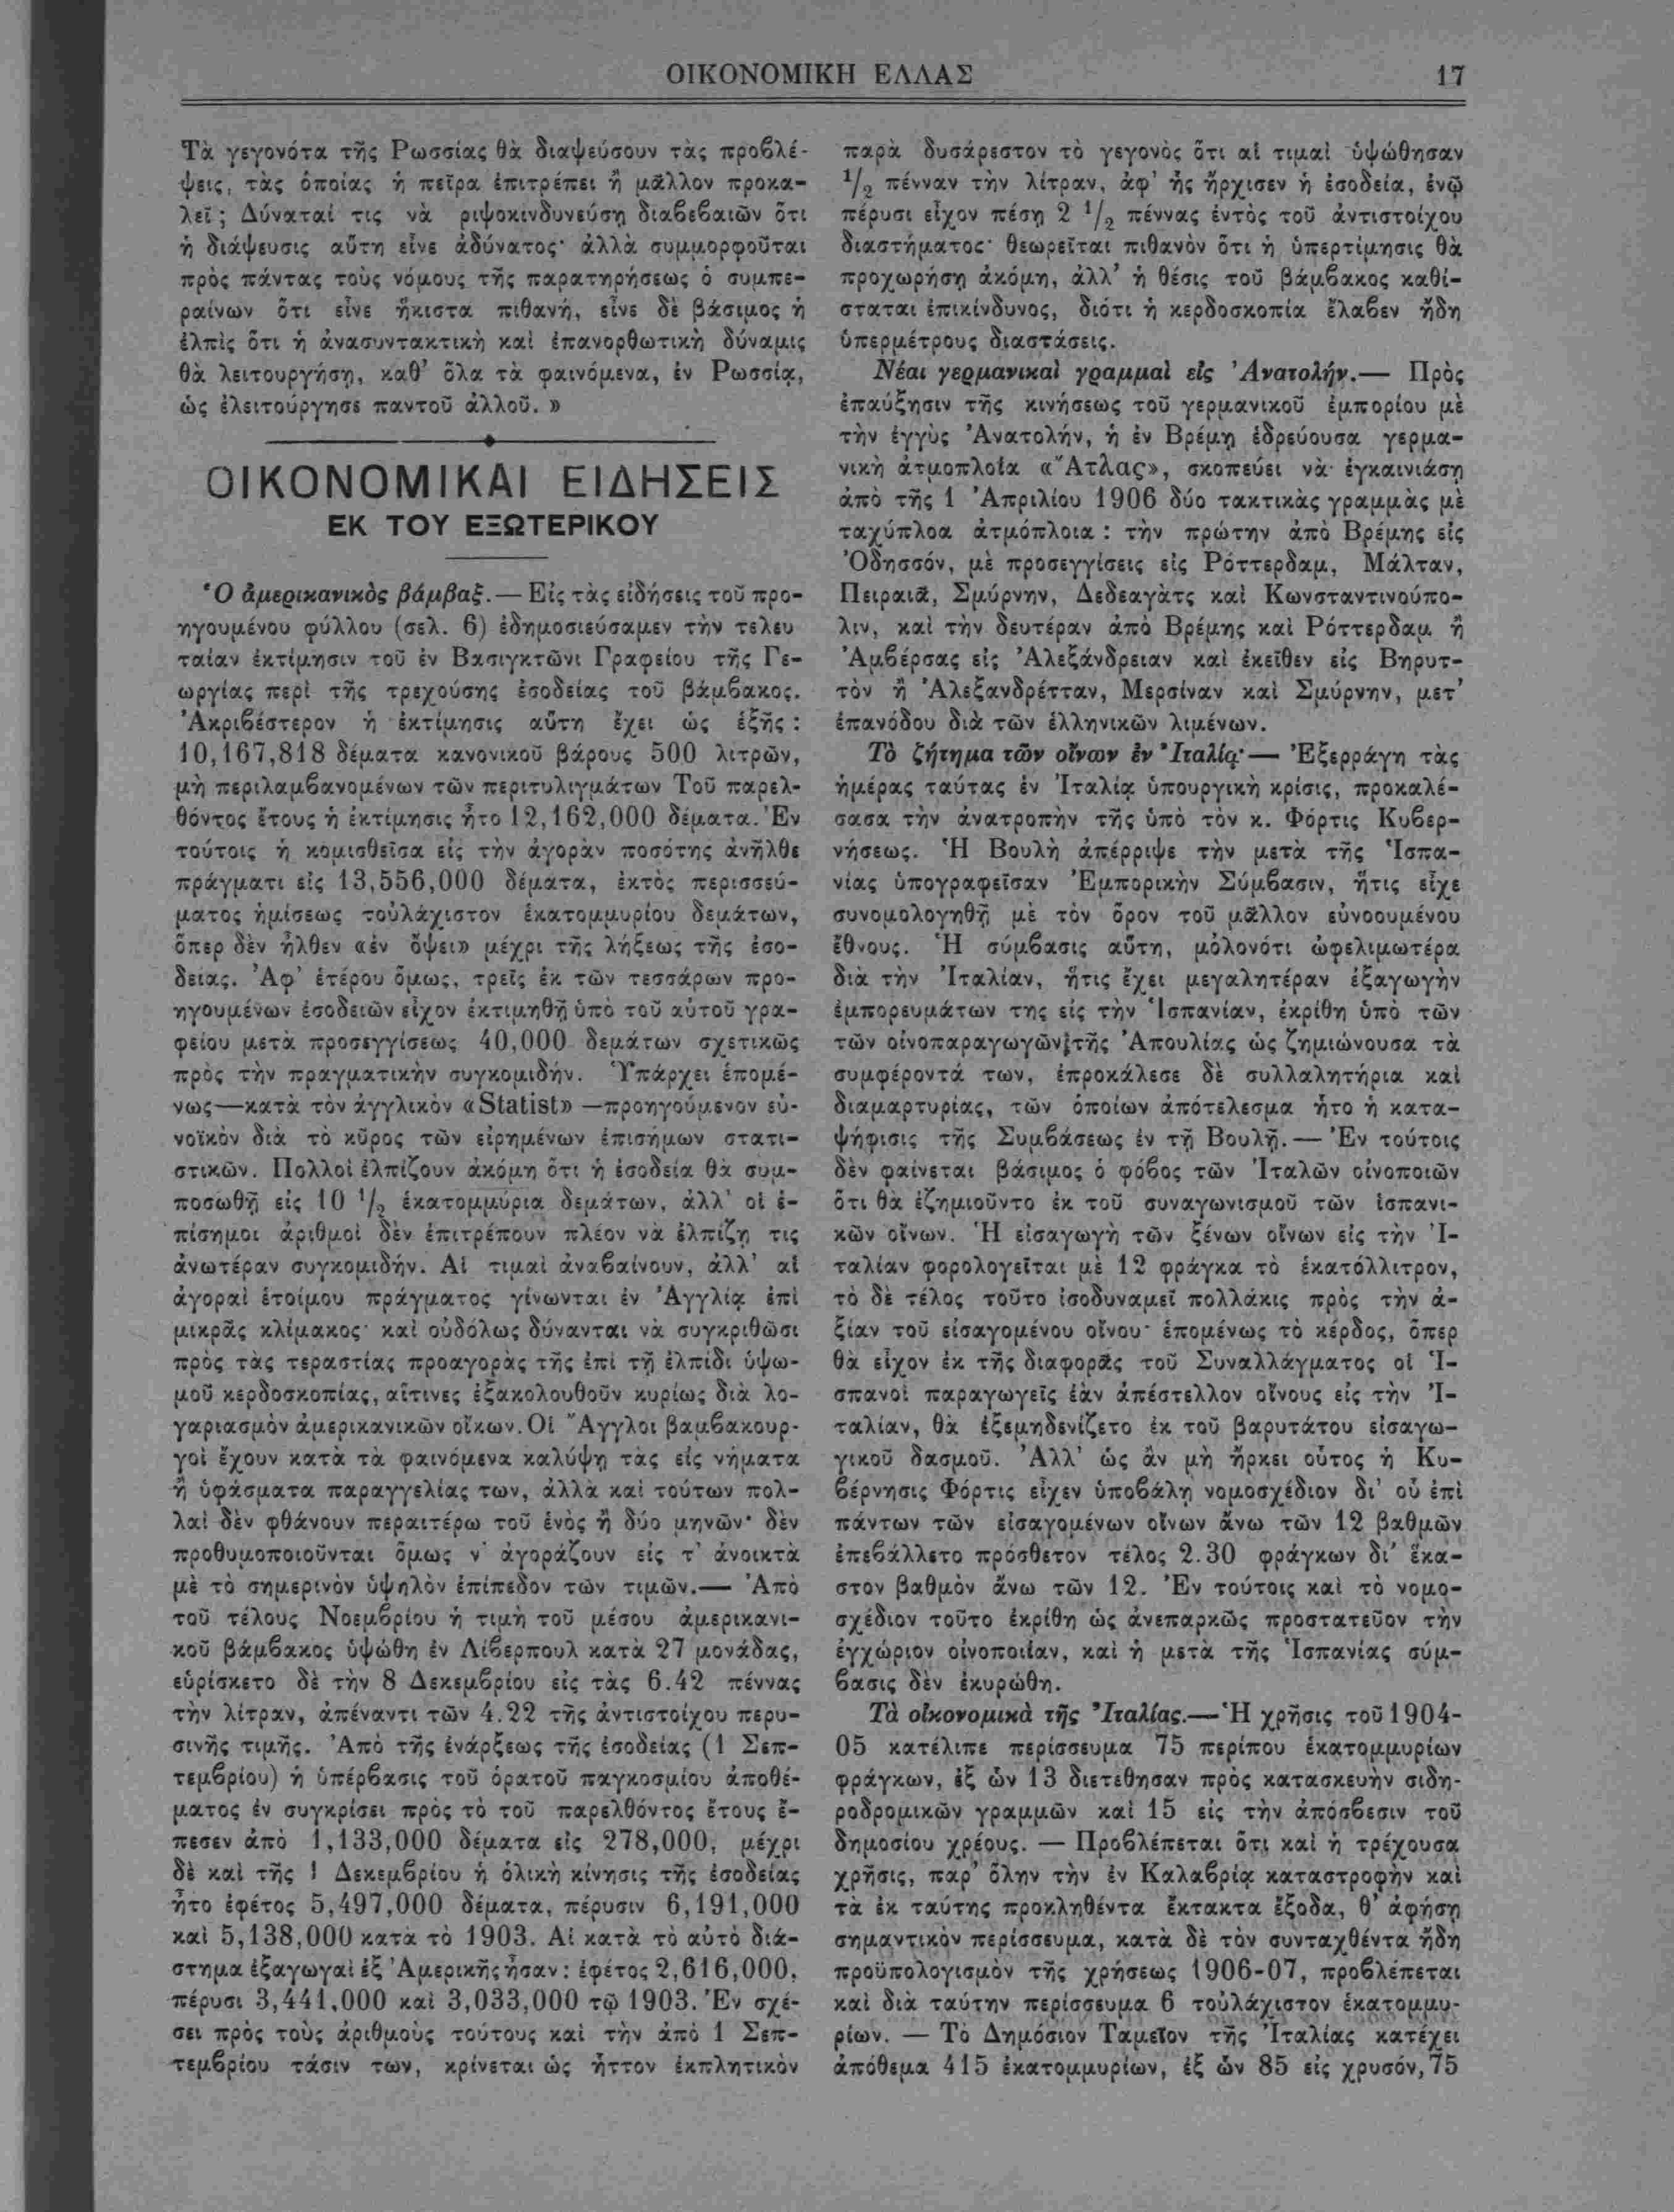 ΟΙΚΟΝΟΜΙΚΗ ΕΛΛΑΣ
17
Τὰ γεγονότα τῆς Ρωσσίας θὰ διαψεύσουν τὰς προβλέ-
ψεις, τὰς ὁποίας ἡ πεῖρα ἐπιτρέπει ἢ μᾶλλον προκα-
λεῖ; Δύναταί τις νὰ ριψοκινδυνεύσῃ διαβεβαιῶν ὅτι
ἡ διάψευσις αὕτη εἶνε ἀδύνατος· ἀλλὰ συμμορφοῦται
πρὸς πάντας τοὺς νόμους τῆς παρατηρήσεως ὁ συμπε-
ραίνων ὅτι εἶνε ἥκιστα πιθανή, εἶνε δὲ βάσιμος ἡ
ἐλπὶς ὅτι ἡ ἀνασυντακτικὴ καὶ ἐπανορθωτικὴ δύναμις
θὰ λειτουργήσῃ, καθ’ ὅλα τὰ φαινόμενα, ἐν Ρωσσίᾳ,
ὡς ἐλειτούργησε παντοῦ ἀλλοῦ. »
ΟΙΚΟΝΟΜΙΚΑΙ ΕΙΔΗΣΕΙΣ
ΕΚ ΤΟΥ ΕΞΩΤΕΡΙΚΟΥ
Ὁ ἀμερικανικὸς βάμβαξ.— Εἰς τὰς εἰδήσεις τοῦ προ-
ηγουμένου φύλλου (σελ. 6) ἐδημοσιεύσαμεν τὴν τελευ
ταίαν ἐκτίμησιν τοῦ ἐν Βασιγκτῶνι Γραφείου τῆς Γε-
ωργίας περὶ τῆς τρεχούσης ἐσοδείας τοῦ βάμβακος.
Ἀκριβέστερον ἡ ἐκτίμησις αὕτη ἔχει ὡς ἑξῆς :
10,167,818 δέματα κανονικοῦ βάρους 500 λιτρῶν,
μὴ περιλαμβανομένων τῶν περιτυλιγμάτων Τοῦ παρελ-
θόντος ἔτους ἡ ἐκτίμησις ἦτο 12,162,000 δέματα. Ἐν
τούτοις ἡ κομισθεῖσα εἰς τὴν ἀγορὰν ποσότης ἀνῆλθε
πράγματι εἰς 13,556,000 δέματα, ἐκτὸς περισσεύ-
ματος ἡμίσεως τοὐλάχιστον ἑκατομμυρίου δεμάτων,
ὅπερ δὲν ἦλθεν «ἐν ὄψει» μέχρι τῆς λήξεως τῆς ἐσο-
δείας. Ἀφ’ ἑτέρου ὅμως, τρεῖς ἐκ τῶν τεσσάρων προ-
ηγουμένων ἐσοδειῶν εἶχον ἐκτιμηθῆ ὑπὸ τοῦ αὐτοῦ γρα-
φείου μετὰ προσεγγίσεως 40,000 δεμάτων σχετικῶς
πρὸς τὴν πραγματικὴν συγκομιδήν. Ὑπάρχει ἑπομέ-
νως—κατὰ τὸν ἀγγλικὸν «Statist» —προηγούμενον εὐ-
νοϊκὸν διὰ τὸ κῦρος τῶν εἰρημένων ἐπισήμων στατι-
στικῶν. Πολλοὶ ἐλπίζουν ἀκόμη ὅτι ἡ ἐσοδεία θὰ συμ-
ποσωθῇ εἰς 10 1/2 ἑκατομμύρια δεμάτων, ἀλλ’ οἱ ἐ-
πίσημοι ἀριθμοὶ δὲν ἐπιτρέπουν πλέον νὰ ἐλπίζῃ τις
ἀνωτέραν συγκομιδήν. Αἱ τιμαὶ ἀναβαίνουν, ἀλλ’ αἱ
ἀγοραὶ ἑτοίμου πράγματος γίνωνται ἐν Ἀγγλίᾳ ἐπὶ
μικρᾶς κλίμακος· καὶ οὐδόλως δύνανται νὰ συγκριθῶσι
πρὸς τὰς τεραστίας προαγορὰς τῆς ἐπὶ τῇ ἐλπίδι ὑψω-
μοῦ κερδοσκοπίας, αἵτινες ἐξακολουθοῦν κυρίως διὰ λο-
γαριασμὸν ἀμερικανικῶν οἴκων. Οἱ Ἄγγλοι βαμβακουρ-
γοὶ ἔχουν κατὰ τὰ φαινόμενα καλύψῃ τὰς εἰς νήματα
ἢ ὑφάσματα παραγγελίας των, ἀλλὰ καὶ τούτων πολ-
λαὶ δὲν φθάνουν περαιτέρω τοῦ ἑνὸς ἢ δύο μηνῶν· δὲν
προθυμοποιοῦνται ὅμως ν’ ἀγοράζουν εἰς τ’ ἀνοικτὰ
μὲ τὸ σημερινὸν ὑψηλὸν ἐπίπεδον τῶν τιμῶν.— Ἀπὸ
τοῦ τέλους Νοεμβρίου ἡ τιμὴ τοῦ μέσου ἀμερικανι-
κοῦ βάμβακος ὑψώθη ἐν Λίβερπουλ κατὰ 27 μονάδας,
εὑρίσκετο δὲ τὴν 8 Δεκεμβρίου εἰς τὰς 6.42 πέννας
τὴν λίτραν, ἀπέναντι τῶν 4.22 τῆς ἀντιστοίχου περυ-
σινῆς τιμῆς. Ἀπὸ τῆς ἐνάρξεως τῆς ἐσοδείας (1 Σεπ-
τεμβρίου) ἡ ὑπέρβασις τοῦ ὁρατοῦ παγκοσμίου ἀποθέ-
ματος ἐν συγκρίσει πρὸς τὸ τοῦ παρελθόντος ἔτους ἔ-
πεσεν ἀπὸ 1,133,000 δέματα εἰς 278,000, μέχρι
δὲ καὶ τῆς 1 Δεκεμβρίου ἡ ὁλικὴ κίνησις τῆς ἐσοδείας
ἦτο ἐφέτος 5,497,000 δέματα, πέρυσιν 6,191,000
καὶ 5,138,000 κατὰ τὸ 1903. Αἱ κατὰ τὸ αὐτὸ διά-
στημα ἐξαγωγαὶ ἐξ Ἀμερικῆς ἦσαν : ἐφέτος 2,616,000,
πέρυσι 3,441,000 καὶ 3,033,000 τῷ 1903. Ἐν σχέ-
σει πρὸς τοὺς ἀριθμοὺς τούτους καὶ τὴν ἀπὸ 1 Σεπ-
τεμβρίου τάσιν των, κρίνεται ὡς ἧττον ἐκπλητικὸν
παρὰ δυσάρεστον τὸ γεγονὸς ὅτι αἱ τιμαὶ ὑψώθησαν
1/2 πένναν τὴν λίτραν, ἀφ’ ἧς ἤρχισεν ἡ ἐσοδεία, ἐνῷ
πέρυσι εἶχον πέσῃ 2 1/2 πέννας ἐντὸς τοῦ ἀντιστοίχου
διαστήματος· θεωρεῖται πιθανὸν ὅτι ἡ ὑπερτίμησις θὰ
προχωρήσῃ ἀκόμη, ἀλλ’ ἡ θέσις τοῦ βάμβακος καθί-
σταται ἐπικίνδυνος, διότι ἡ κερδοσκοπία ἔλαβεν ἤδη
ὑπερμέτρους διαστάσεις.
Νέαι γερμανικαὶ γραμμαὶ εἰς Ἀνατολήν.— Πρὸς
ἐπαύξησιν τῆς κινήσεως τοῦ γερμανικοῦ ἐμπορίου μὲ
τὴν ἐγγὺς Ἀνατολήν, ἡ ἐν Βρέμῃ ἑδρεύουσα γερμα-
νικὴ ἀτμοπλοΐα «Ἄτλας», σκοπεύει νὰ ἐγκαινιάσῃ
ἀπὸ τῆς 1 Ἀπριλίου 1906 δύο τακτικὰς γραμμὰς μὲ
ταχύπλοα ἀτμόπλοια : τὴν πρώτην ἀπὸ Βρέμης εἰς
Ὀδησσόν, μὲ προσεγγίσεις εἰς Ρόττερδαμ, Μάλταν,
Πειραιᾶ, Σμύρνην, Δεδεαγὰτς καὶ Κωνσταντινούπο-
λιν, καὶ τὴν δευτέραν ἀπὸ Βρέμης καὶ Ρόττερδαμ ἢ
Ἀμβέρσας εἰς Ἀλεξάνδρειαν καὶ ἐκεῖθεν εἰς Βηρυτ-
τὸν ἢ Ἀλεξανδρέτταν, Μερσίναν καὶ Σμύρνην, μετ’
ἐπανόδου διὰ τῶν ἑλληνικῶν λιμένων.
Τὸ ζήτημα τῶν οἴνων ἐν Ἰταλίᾳ·— Ἐξερράγη τὰς
ἡμέρας ταύτας ἐν Ἰταλίᾳ ὑπουργικὴ κρίσις, προκαλέ-
σασα τὴν ἀνατροπὴν τῆς ὑπὸ τὸν κ. Φόρτις Κυβερ-
νήσεως. Ἡ Βουλὴ ἀπέρριψε τὴν μετὰ τῆς Ἱσπα-
νίας ὑπογραφεῖσαν Ἐμπορικὴν Σύμβασιν, ἥτις εἶχε
συνομολογηθῆ μὲ τὸν ὅρον τοῦ μᾶλλον εὐνοουμένου
ἔθνους. Ἡ σύμβασις αὕτη, μολονότι ὠφελιμωτέρα
διὰ τὴν Ἰταλίαν, ἥτις ἔχει μεγαλητέραν ἐξαγωγὴν
ἐμπορευμάτων της εἰς τὴν Ἱσπανίαν, ἐκρίθη ὑπὸ τῶν
τῶν οἰνοπαραγωγῶν τῆς Ἀπουλίας ὡς ζημιώνουσα τὰ
συμφέροντά των, ἐπροκάλεσε δὲ συλλαλητήρια καὶ
διαμαρτυρίας, τῶν ὁποίων ἀπότελεσμα ἦτο ἡ κατα-
ψήφισις τῆς Συμβάσεως ἐν τῇ Βουλῇ.— Ἐν τούτοις
δὲν φαίνεται βάσιμος ὁ φόβος τῶν Ἰταλῶν οἰνοποιῶν
ὅτι θὰ ἐζημιοῦντο ἐκ τοῦ συναγωνισμοῦ τῶν ἱσπανι-
κῶν οἴνων. Ἡ εἰσαγωγὴ τῶν ξένων οἴνων εἰς τὴν Ἰ-
ταλίαν φορολογεῖται μὲ 12 φράγκα τὸ ἑκατόλλιτρον,
τὸ δὲ τέλος τοῦτο ἰσοδυναμεῖ πολλάκις πρὸς τὴν ἀ-
ξίαν τοῦ εἰσαγομένου οἴνου· ἑπομένως τὸ κέρδος, ὅπερ
θὰ εἶχον ἐκ τῆς διαφορᾶς τοῦ Συναλλάγματος οἱ Ἱ-
σπανοὶ παραγωγεῖς ἐὰν ἀπέστελλον οἴνους εἰς τὴν Ἰ-
ταλίαν, θὰ ἐξεμηδενίζετο ἐκ τοῦ βαρυτάτου εἰσαγω-
γικοῦ δασμοῦ. Ἀλλ’ ὡς ἂν μὴ ἤρκει οὗτος ἡ Κυ-
βέρνησις Φόρτις εἶχεν ὑποβάλῃ νομοσχέδιον δι’ οὗ ἐπὶ
πάντων τῶν εἰσαγομένων οἴνων ἄνω τῶν 12 βαθμῶν
ἐπεβάλλετο πρόσθετον τέλος 2.30 φράγκων δι’ ἕκα-
στον βαθμὸν ἄνω τῶν 12. Ἐν τούτοις καὶ τὸ νομο-
σχέδιον τοῦτο ἐκρίθη ὡς ἀνεπαρκῶς προστατεῦον τὴν
ἐγχώριον οἰνοποιΐαν, καὶ ἡ μετὰ τῆς Ἱσπανίας σύμ-
βασις δὲν ἐκυρώθη.
Τὰ οἰκονομικὰ τῆς Ἰταλίας.— Ἡ χρῆσις τοῦ 1904-
05 κατέλιπε περίσσευμα 75 περίπου ἑκατομμυρίων
φράγκων, ἐξ ὧν 13 διετέθησαν πρὸς κατασκευὴν σιδη-
ροδρομικῶν γραμμῶν καὶ 15 εἰς τὴν ἀπόσβεσιν τοῦ
δημοσίου χρέους. — Προβλέπεται ὅτι καὶ ἡ τρέχουσα
χρῆσις, παρ’ ὅλην τὴν ἐν Καλαβρίᾳ καταστροφὴν καὶ
τὰ ἐκ ταύτης προκληθέντα ἔκτακτα ἔξοδα, θ’ ἀφήσῃ
σημαντικὸν περίσσευμα, κατὰ δὲ τὸν συνταχθέντα ἤδη
προϋπολογισμὸν τῆς χρήσεως 1906-07, προβλέπεται
καὶ διὰ ταύτην περίσσευμα 6 τοὐλάχιστον ἑκατομμυ-
ρίων. — Τὸ Δημόσιον Ταμεῖον τῆς Ἰταλίας κατέχει
ἀπόθεμα 415 ἑκατομμυρίων, ἐξ ὧν 85 εἰς χρυσόν, 75